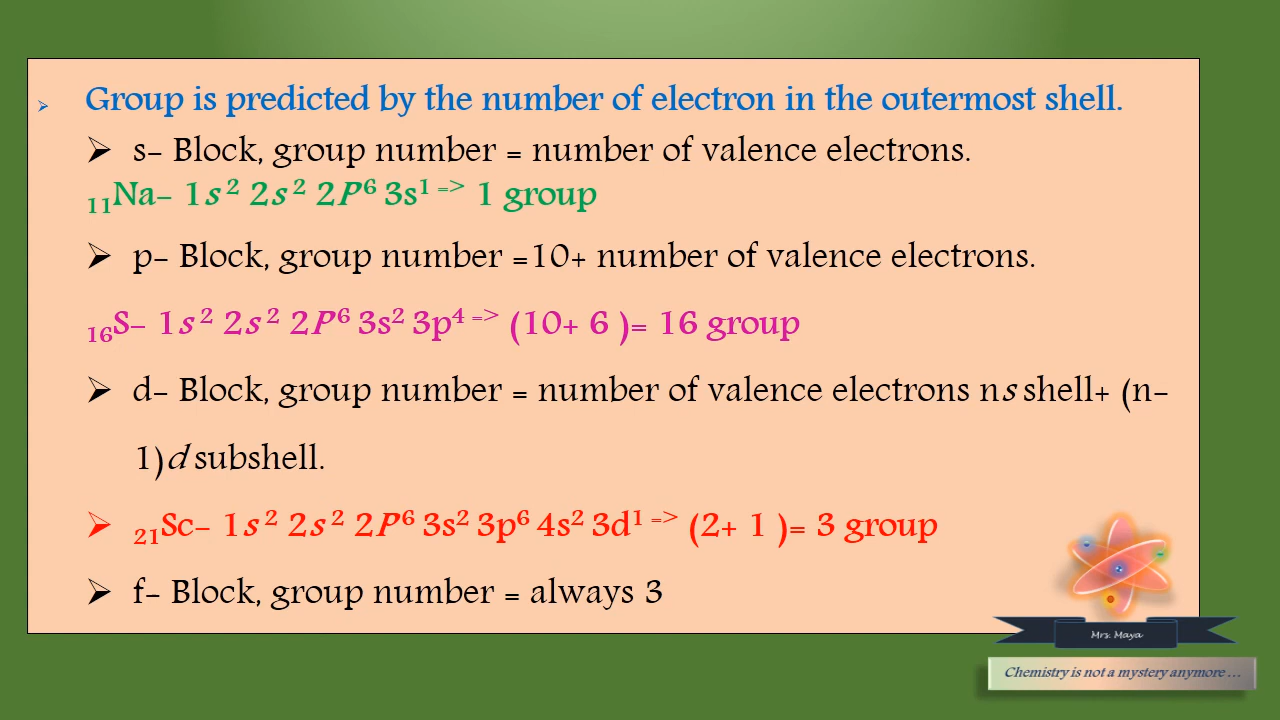 ➢ Group is predicted by the number of electron in the outermost shell.
➢ s- Block, group number = number of valence electrons.
₁₁Na- 1s² 2s² 2P⁶ 3s¹ => 1 group
➢ p- Block, group number =10+ number of valence electrons.
₁₆S- 1s² 2s² 2P⁶ 3s² 3p⁴ => (10+ 6 )= 16 group
➢ d- Block, group number = number of valence electrons ns shell+ (n-
1)d subshell.
➢ ₂₁Sc- 1s² 2s² 2P⁶ 3s² 3p⁶ 4s² 3d¹ => (2+ 1 )= 3 group
➢ f- Block, group number = always 3
Mrs. Maya
Chemistry is not a mystery anymore ...